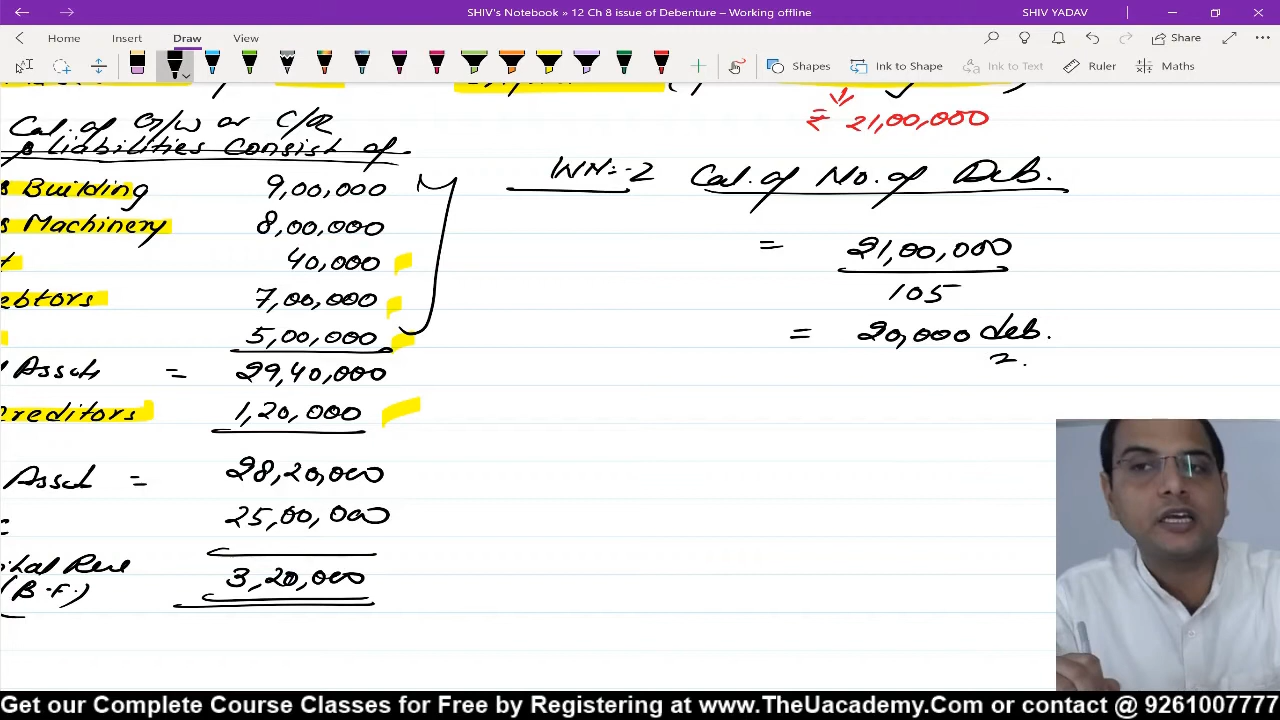 SHIV's Notebook » 12 Ch 8 issue of Debenture – Working offline
SHIV YADAV
Home Insert Draw View
Share
Shapes Ink to Shape Ink to Text Ruler Maths
₹ 21,00,000
Cal. of G/W or C/R
liabilities Consist of
Building 9,00,000
Machinery 8,00,000
40,000
ebtors 7,00,000
5,00,000
Assets = 29,40,000
reditors 1,20,000
Asset = 28,20,000
25,00,000
ital Rese 3,20,000
(B.F.)
WN:-2 Cal. of No. of Deb.
= 21,00,000
105
= 20,000 deb.
Get our Complete Course Classes for Free by Registering at www.TheUacademy.Com or contact @ 9261007777